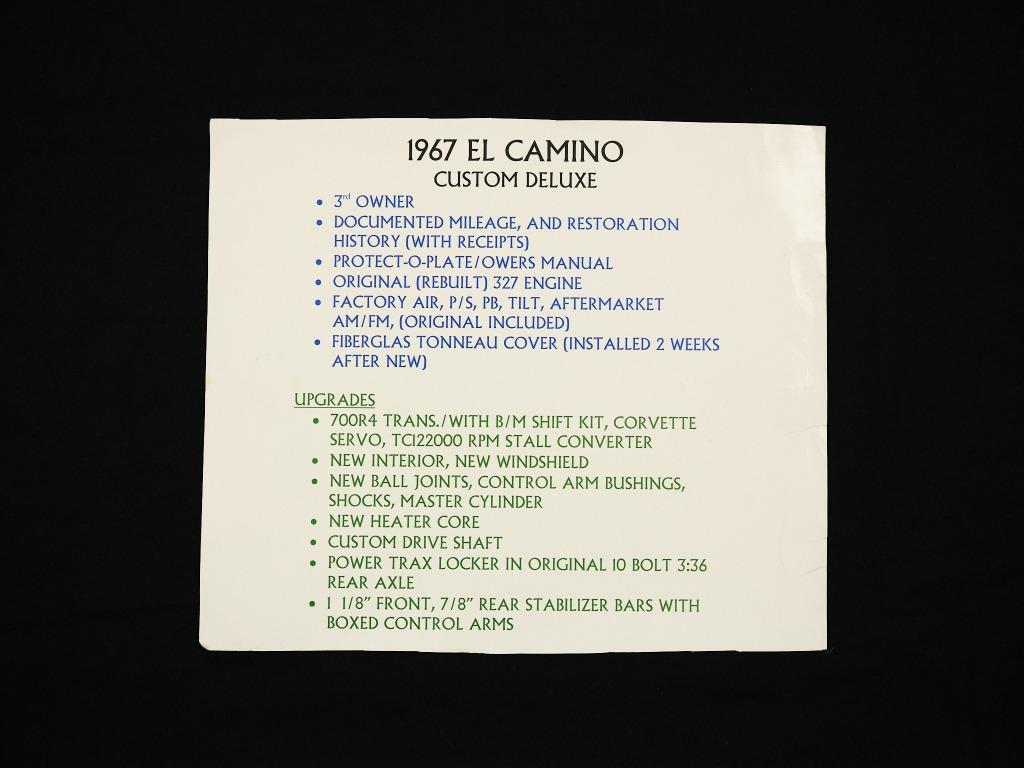 1967 EL CAMINO
CUSTOM DELUXE
• 3rd OWNER
• DOCUMENTED MILEAGE, AND RESTORATION
HISTORY (WITH RECEIPTS)
• PROTECT-O-PLATE/OWERS MANUAL
• ORIGINAL (REBUILT) 327 ENGINE
• FACTORY AIR, P/S, PB, TILT, AFTERMARKET
AM/FM, (ORIGINAL INCLUDED)
• FIBERGLAS TONNEAU COVER (INSTALLED 2 WEEKS
AFTER NEW)
UPGRADES
• 700R4 TRANS./WITH B/M SHIFT KIT, CORVETTE
SERVO, TCI22000 RPM STALL CONVERTER
• NEW INTERIOR, NEW WINDSHIELD
• NEW BALL JOINTS, CONTROL ARM BUSHINGS,
SHOCKS, MASTER CYLINDER
• NEW HEATER CORE
• CUSTOM DRIVE SHAFT
• POWER TRAX LOCKER IN ORIGINAL 10 BOLT 3:36
REAR AXLE
• 1 1/8" FRONT, 7/8" REAR STABILIZER BARS WITH
BOXED CONTROL ARMS